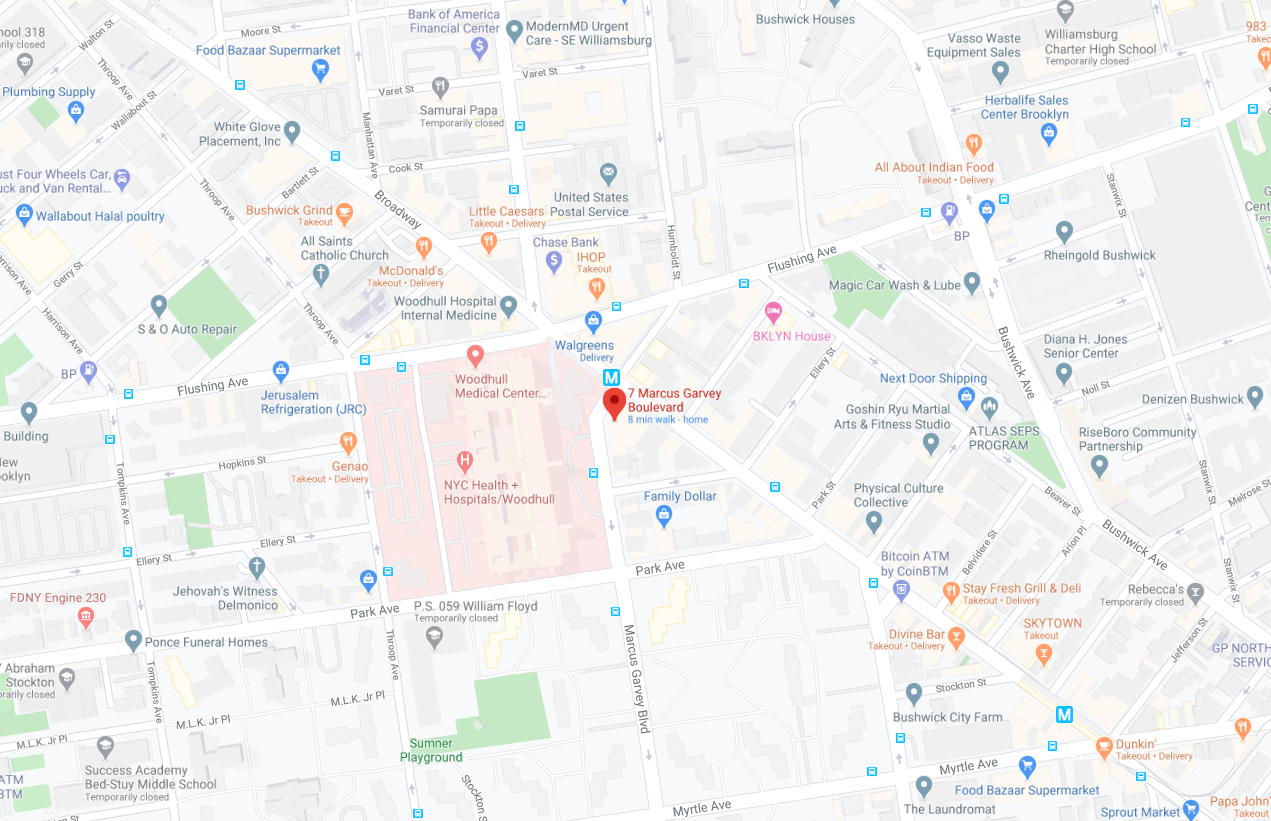 Bank of America
Financial Center
ModernMD Urgent
Care - SE Williamsburg
Bushwick Houses
Williamsburg
Charter High School
Temporarily closed
Vasso Waste
Equipment Sales
983
Takeo
ool 318
arily closed
Walton St
Moore St
Food Bazaar Supermarket
Varet St
Varet St
Throop Ave
Plumbing Supply
Wallabout St
Samurai Papa
Temporarily closed
Herbalife Sales
Center Brooklyn
White Glove
Placement, Inc
Manhattan Ave
Cook St
All About Indian Food
Takeout • Delivery
ust Four Wheels Car,
uck and Van Rental...
Throop Ave
Bartlett St
Broadway
United States
Postal Service
Stanwix St
Wallabout Halal poultry
Bushwick Grind
Takeout
Little Caesars
Takeout • Delivery
BP
Cent
Temp
All Saints
Catholic Church
Chase Bank
IHOP
Takeout
Humboldt St
Flushing Ave
Rheingold Bushwick
Harrison Ave
Gerry St
McDonald's
Takeout • Delivery
Magic Car Wash & Lube
Woodhull Hospital
Internal Medicine
S & O Auto Repair
Harrison Ave
Throop Ave
BKLYN House
Diana H. Jones
Senior Center
Walgreens
Delivery
Bushwick Ave
Ellery St
BP
Flushing Ave
Jerusalem
Refrigeration (JRC)
Woodhull
Medical Center...
7 Marcus Garvey
Boulevard
8 min walk - home
Next Door Shipping
Noll St
Denizen Bushwick
Building
Goshin Ryu Martial
Arts & Fitness Studio
ATLAS SEPS
PROGRAM
RiseBoro Community
Partnership
New
ooklyn
Hopkins St
Genao
Takeout • Delivery
NYC Health +
Hospitals/Woodhull
Tompkins Ave
Stanwix St
Melrose St
Family Dollar
Park St
Physical Culture
Collective
Beaver St
Bushwick Ave
Ellery St
Ellery St
Belvidere St
Arion Pl
Park Ave
Bitcoin ATM
by CoinBTM
Stanwix St
Jehovah's Witness
Delmonico
FDNY Engine 230
Park Ave
P.S. 059 William Floyd
Temporarily closed
Stay Fresh Grill & Deli
Takeout • Delivery
Rebecca's
Temporarily closed
SKYTOWN
Takeout
Divine Bar
Takeout • Delivery
Jefferson St
GP NORTH
SERVIC
Ponce Funeral Homes
Abraham
Stockton
rarily closed
Tompkins Ave
Throop Ave
Marcus Garvey Blvd
Stockton St
M.L.K. Jr Pl
M.L.K. Jr Pl
M.L.K. Jr Pl
Bushwick City Farm
Sumner
Playground
Dunkin'
Takeout • Delivery
Success Academy
Bed-Stuy Middle School
Temporarily closed
ATM
BTM
Stockton S
Myrtle Ave
Food Bazaar Supermarket
Myrtle Ave
The Laundromat
Sprout Market
Papa John'
Takeout